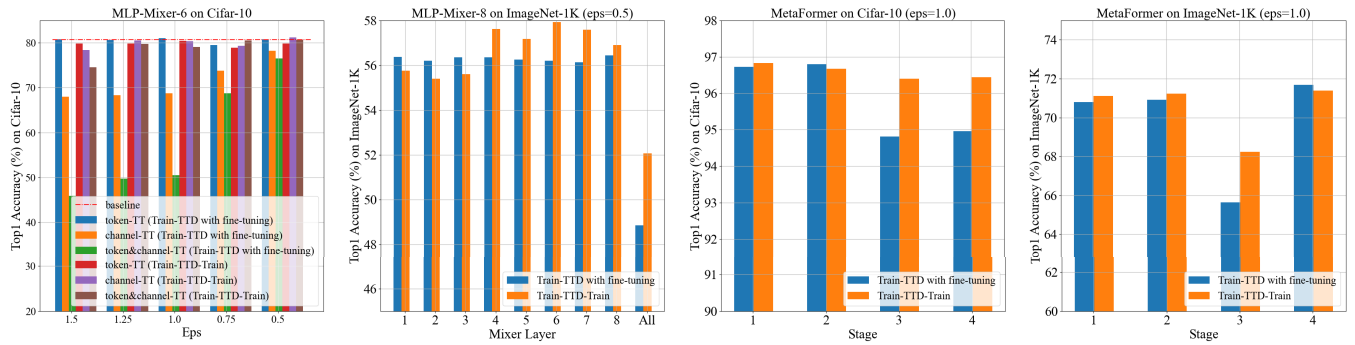 MLP-Mixer-6 on Cifar-10
Top1 Accuracy (%) on Cifar-10
80
70
60
50
40
30
20
baseline
token-TT (Train-TTD with fine-tuning)
channel-TT (Train-TTD with fine-tuning)
token&channel-TT (Train-TTD with fine-tuning)
token-TT (Train-TTD-Train)
channel-TT (Train-TTD-Train)
token&channel-TT (Train-TTD-Train)
1.5 1.25 1.0 0.75 0.5
Eps
MLP-Mixer-8 on ImageNet-1K (eps=0.5)
Top1 Accuracy (%) on ImageNet-1K
58
56
54
52
50
48
46
Train-TTD with fine-tuning
Train-TTD-Train
1 2 3 4 5 6 7 8 All
Mixer Layer
MetaFormer on Cifar-10 (eps=1.0)
Top1 Accuracy (%) on Cifar-10
98
97
96
95
94
93
92
91
90
Train-TTD with fine-tuning
Train-TTD-Train
1 2 3 4
Stage
MetaFormer on ImageNet-1K (eps=1.0)
Top1 Accuracy (%) on ImageNet-1K
74
72
70
68
66
64
62
60
Train-TTD with fine-tuning
Train-TTD-Train
1 2 3 4
Stage